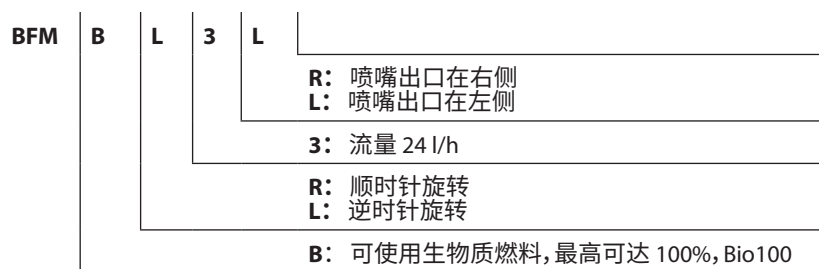 BFM B L 3 L
R： 喷嘴出口在右侧
L： 喷嘴出口在左侧
3： 流量 24 l/h
R： 顺时针旋转
L： 逆时针旋转
B： 可使用生物质燃料，最高可达 100%，Bio100